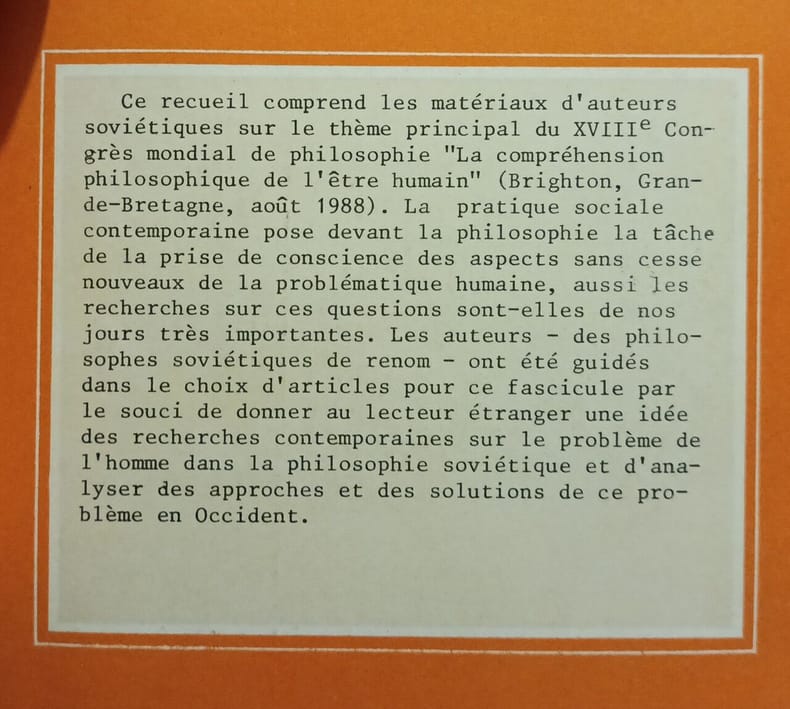 Ce recueil comprend les matériaux d'auteurs
soviétiques sur le thème principal du XVIIIe Con-
grès mondial de philosophie "La compréhension
philosophique de l'être humain" (Brighton, Gran-
de-Bretagne, août 1988). La pratique sociale
contemporaine pose devant la philosophie la tâche
de la prise de conscience des aspects sans cesse
nouveaux de la problématique humaine, aussi les
recherches sur ces questions sont-elles de nos
jours très importantes. Les auteurs - des philo-
sophes soviétiques de renom - ont été guidés
dans le choix d'articles pour ce fascicule par
le souci de donner au lecteur étranger une idée
des recherches contemporaines sur le problème de
l'homme dans la philosophie soviétique et d'ana-
lyser des approches et des solutions de ce pro-
blème en Occident.